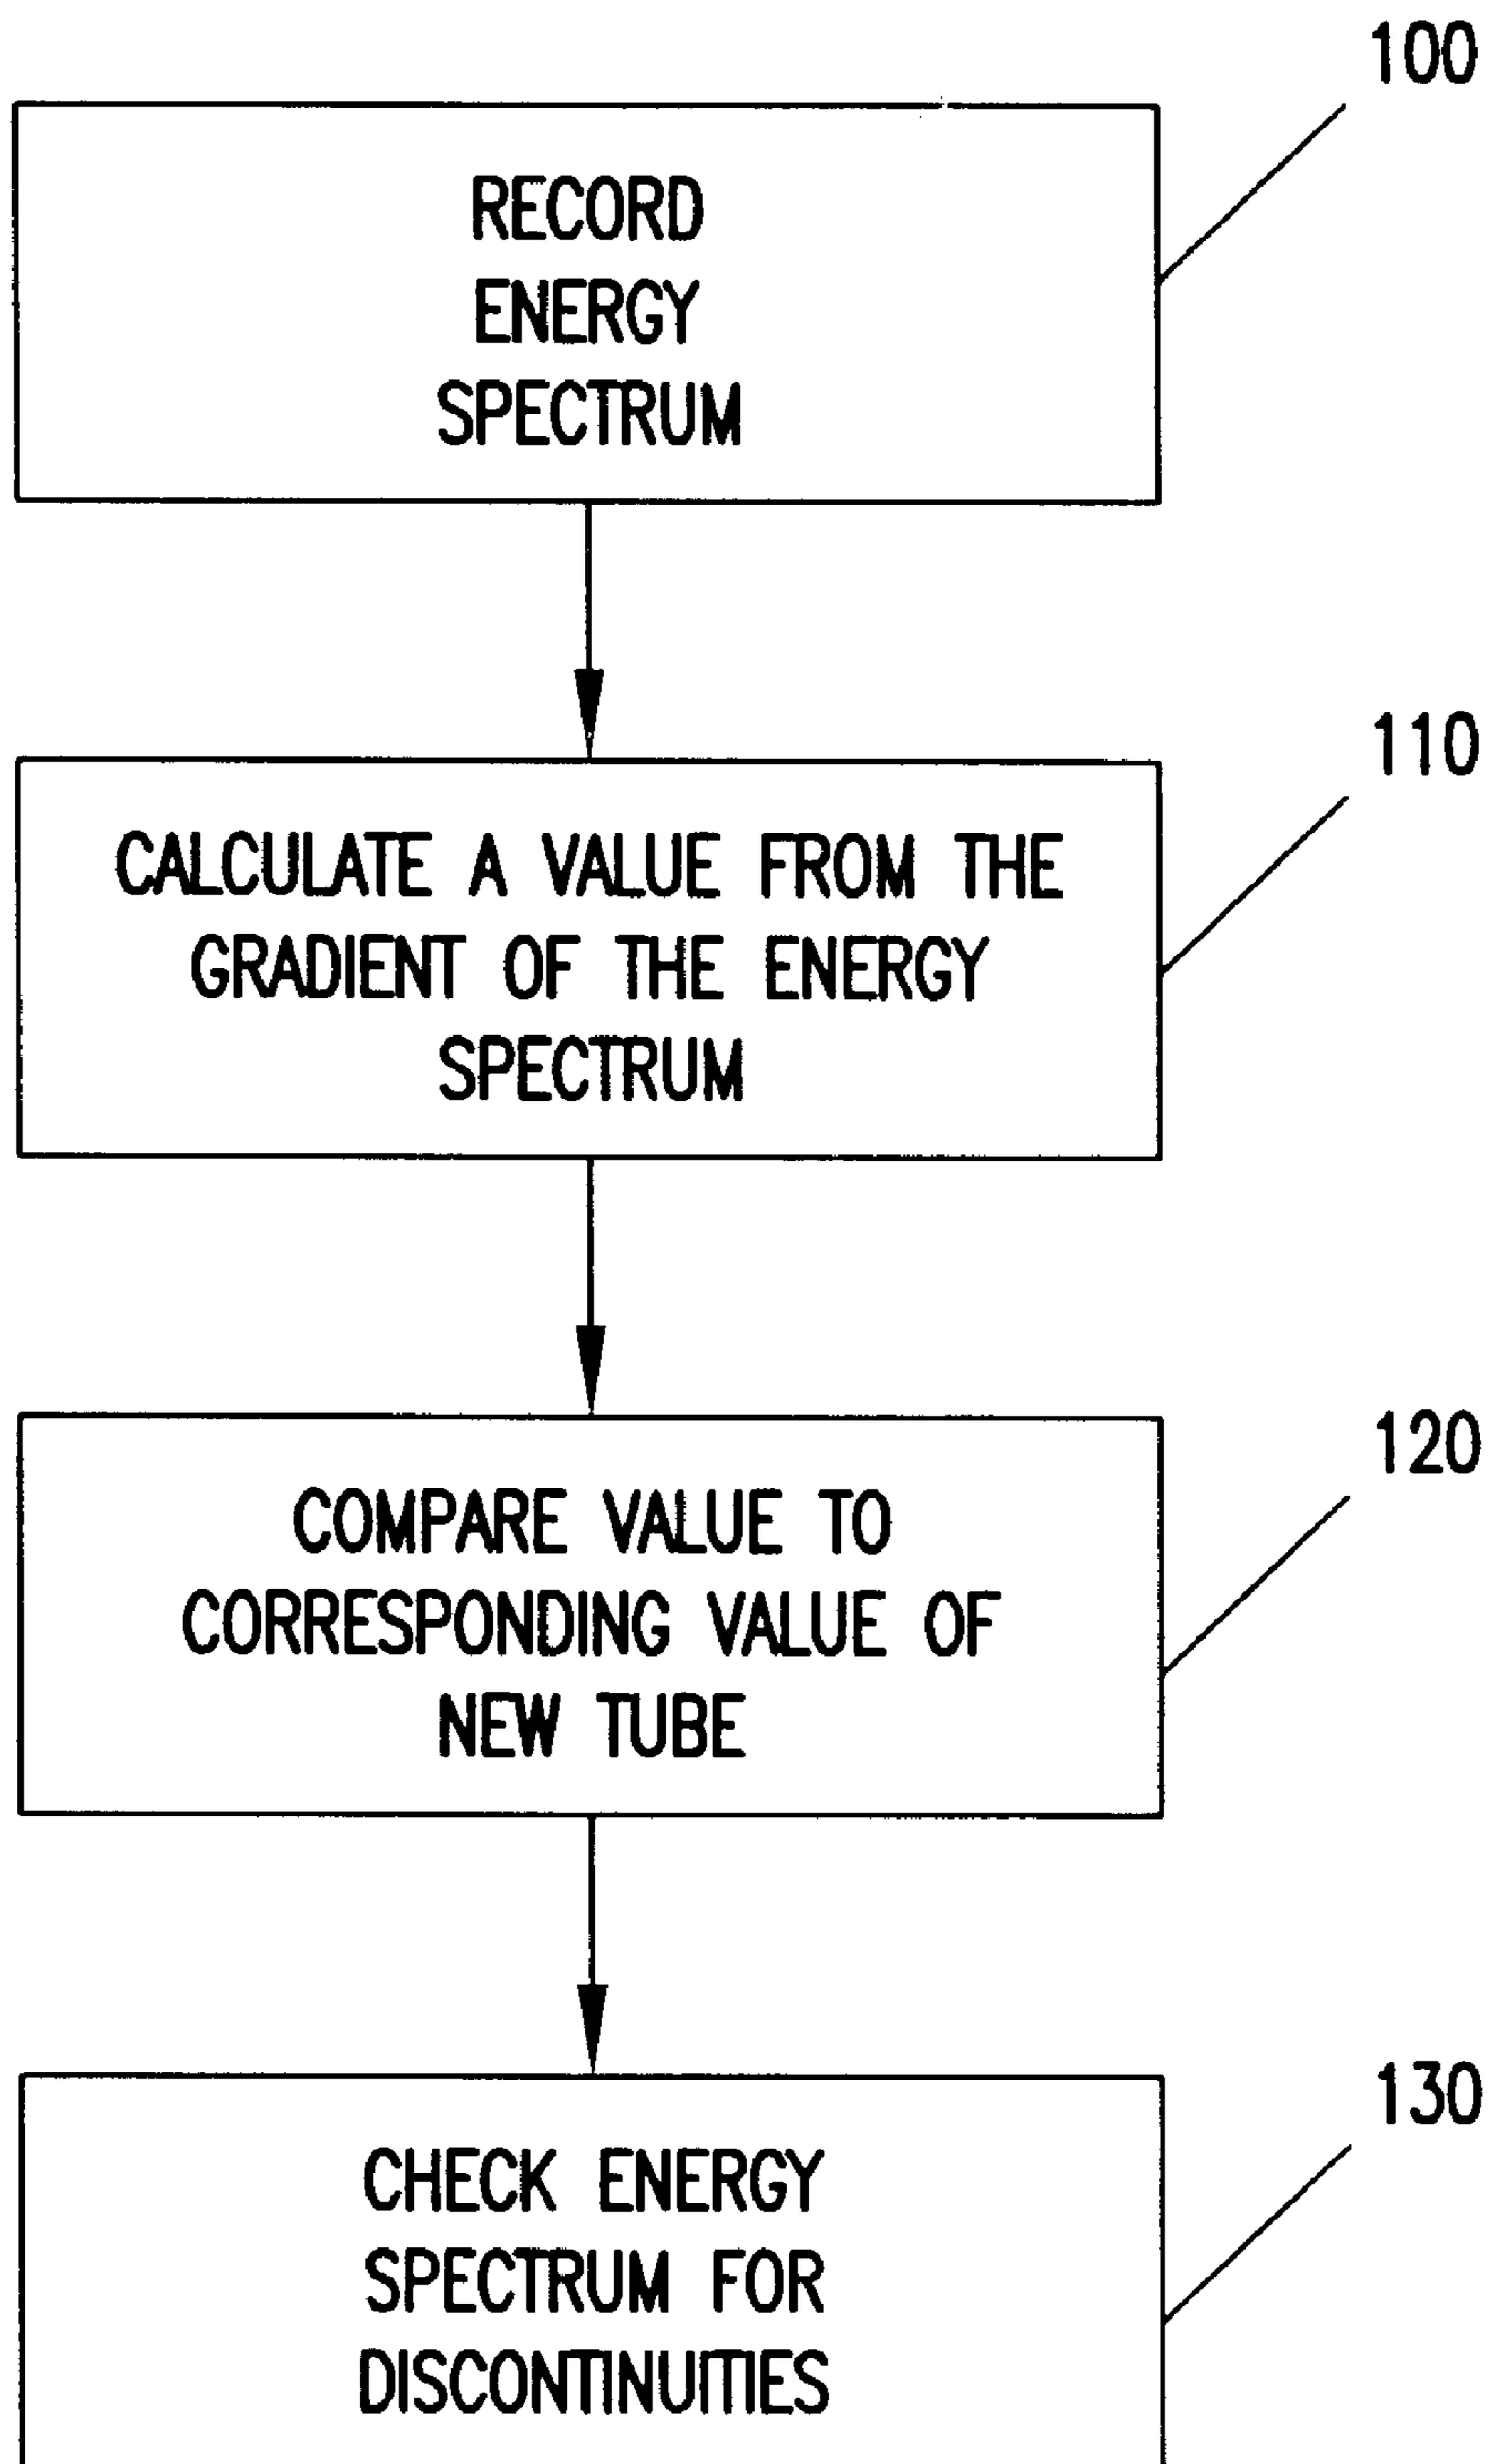 100
RECORD
ENERGY
SPECTRUM
110
CALCULATE A VALUE FROM THE
GRADIENT OF THE ENERGY
SPECTRUM
120
COMPARE VALUE TO
CORRESPONDING VALUE OF
NEW TUBE
130
CHECK ENERGY
SPECTRUM FOR
DISCONTINUITIES